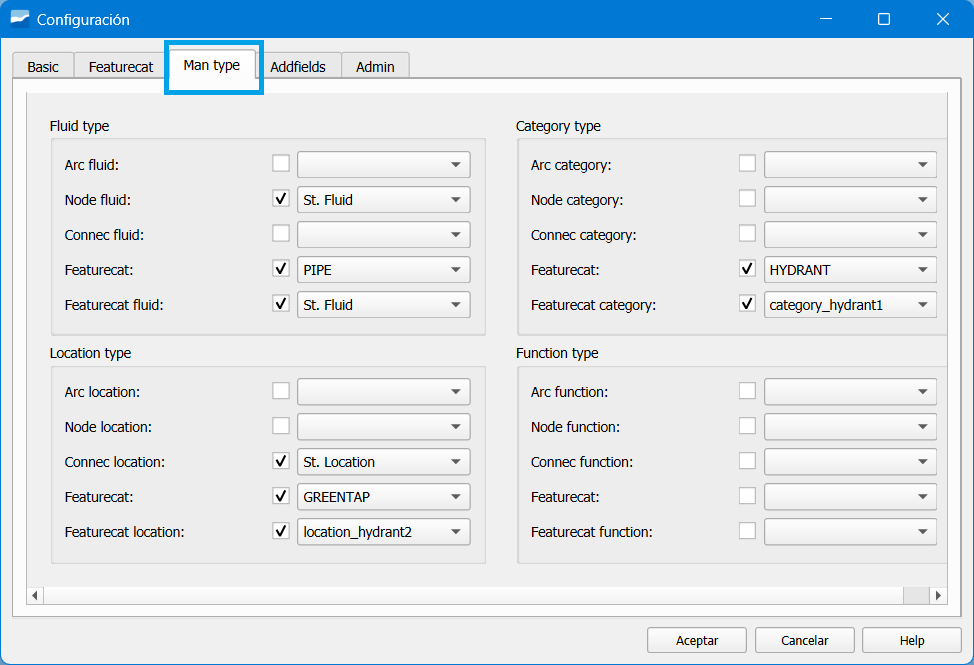 Configuración
Basic Featurecat Man type Addfields Admin
Fluid type
Arc fluid:
Node fluid: St. Fluid
Connec fluid:
Featurecat: PIPE
Featurecat fluid: St. Fluid
Category type
Arc category:
Node category:
Connec category:
Featurecat: HYDRANT
Featurecat category: category_hydrant1
Location type
Arc location:
Node location:
Connec location: St. Location
Featurecat: GREENTAP
Featurecat location: location_hydrant2
Function type
Arc function:
Node function:
Connec function:
Featurecat:
Featurecat function:
Aceptar Cancelar Help